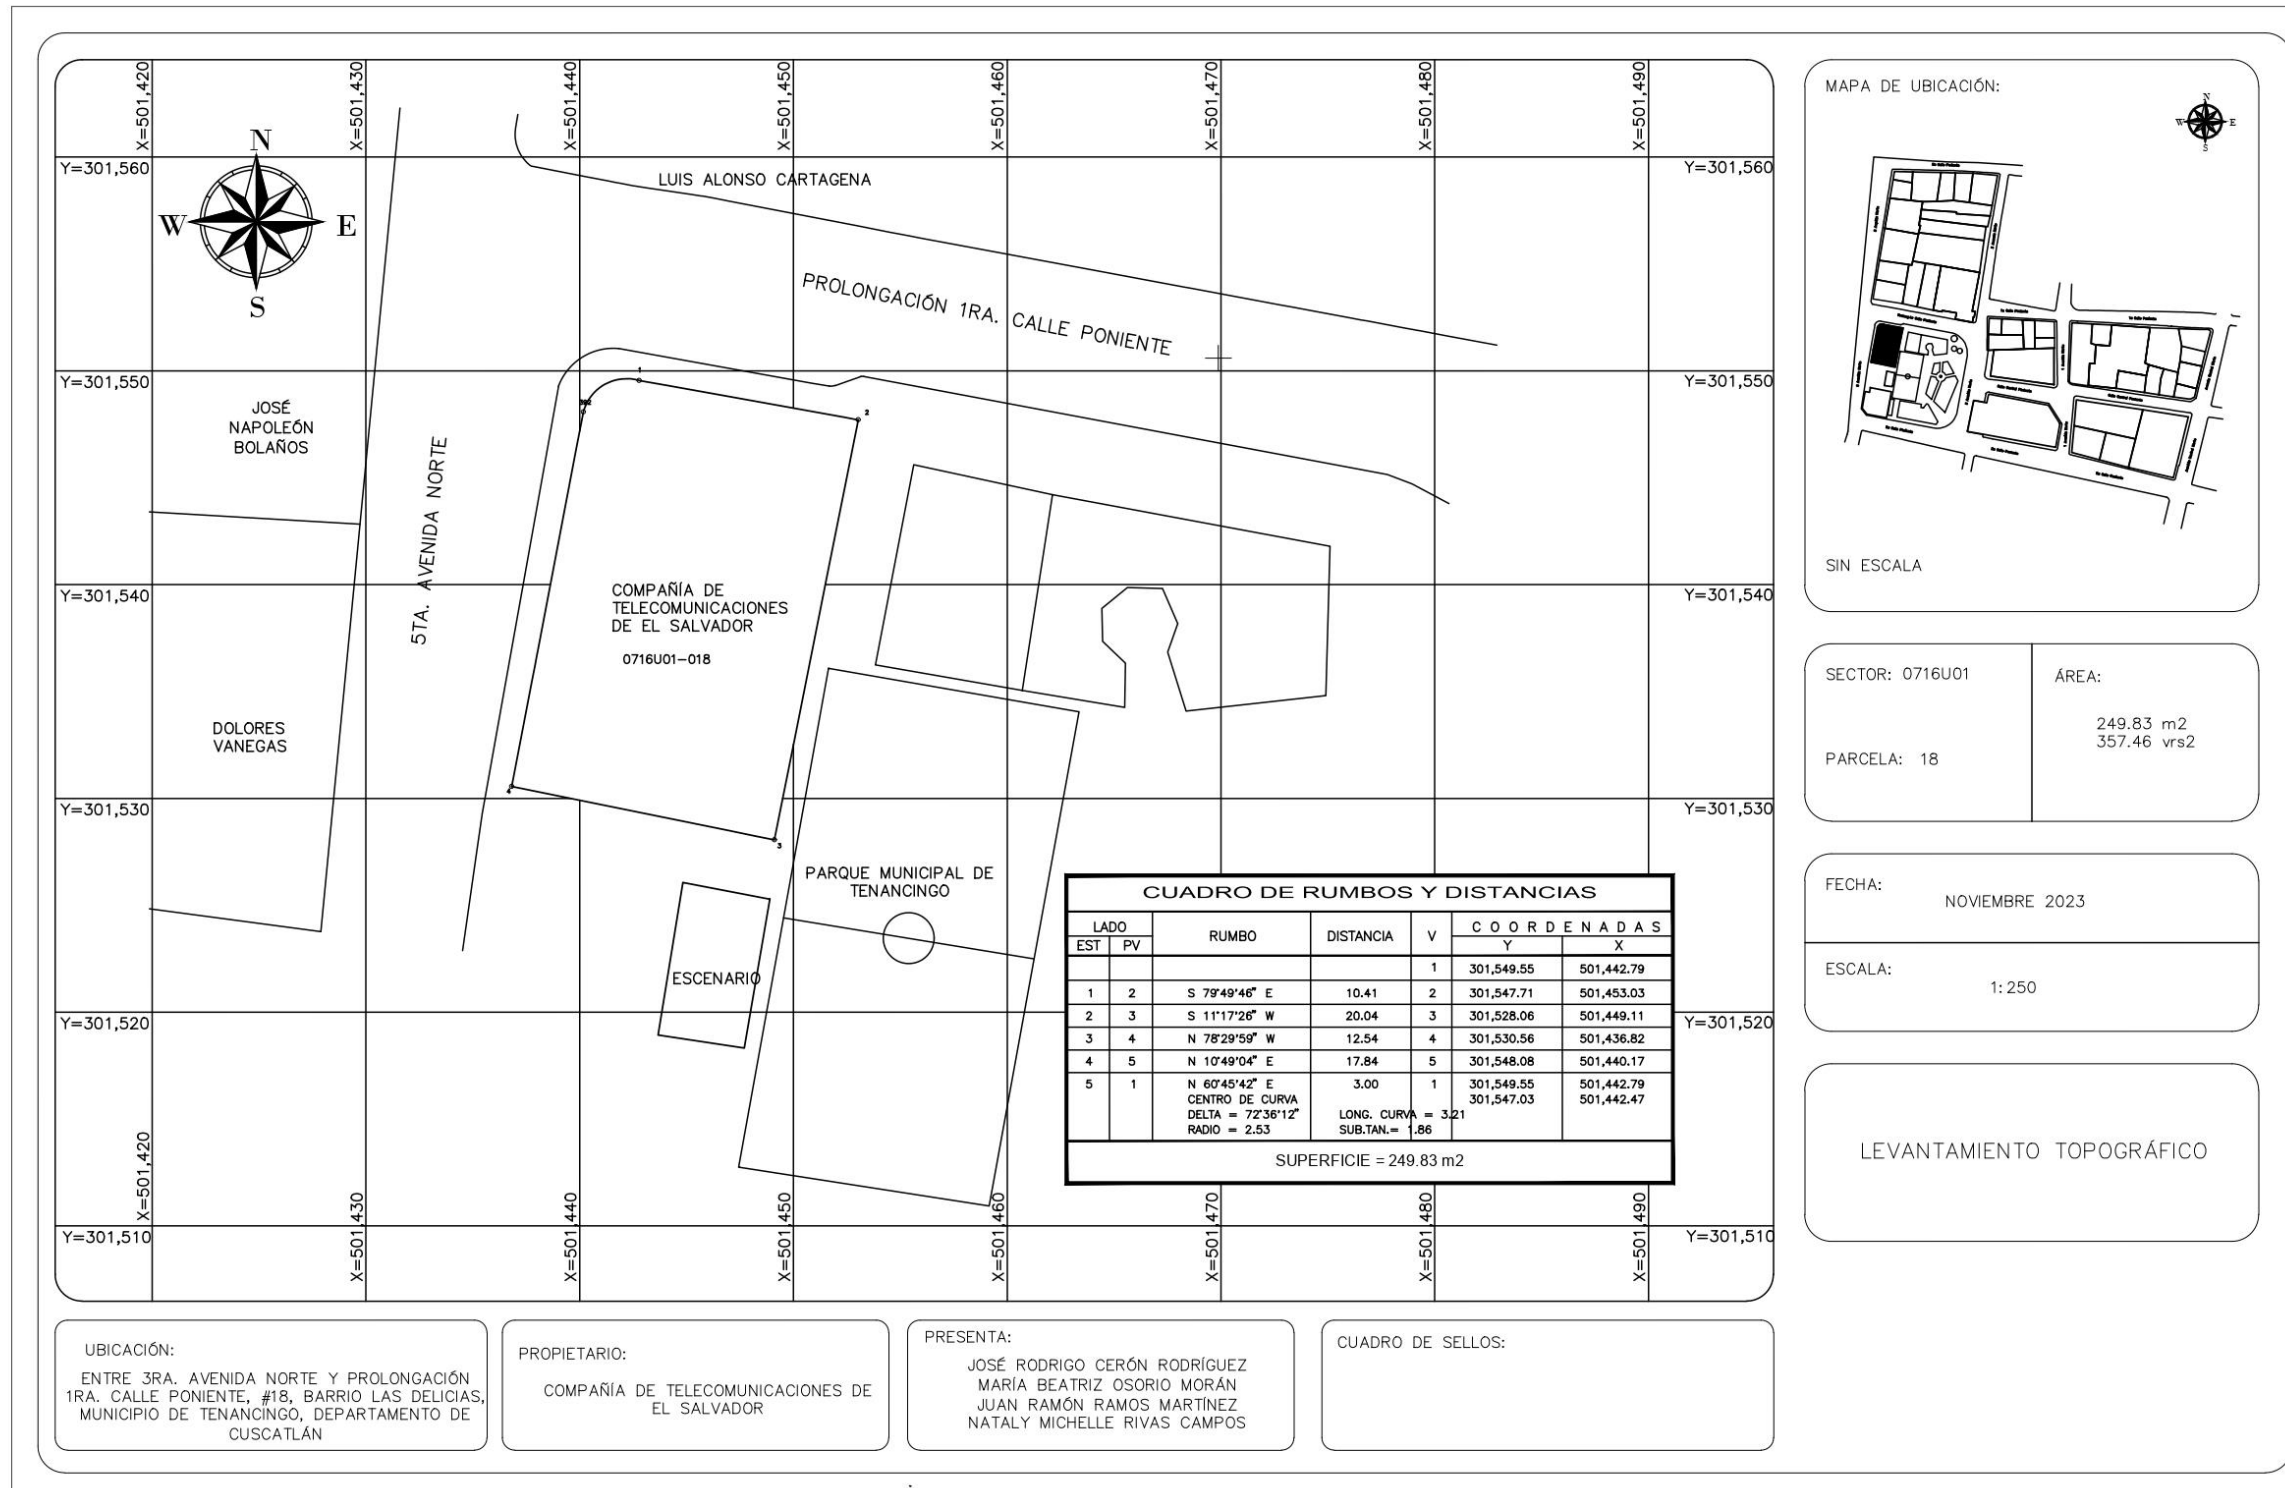 X=501,420
X=501,430
X=501,440
X=501,450
X=501,460
X=501,470
X=501,480
X=501,490
N
W E
S
Y=301,560
Y=301,560
LUIS ALONSO CARTAGENA
PROLONGACIÓN 1RA. CALLE PONIENTE
Y=301,550
Y=301,550
1
2
JOSÉ
NAPOLEÓN
BOLAÑOS
5TA. AVENIDA NORTE
Y=301,540
Y=301,540
COMPAÑÍA DE
TELECOMUNICACIONES
DE EL SALVADOR
0716U01-018
DOLORES
VANEGAS
4
Y=301,530
Y=301,530
3
PARQUE MUNICIPAL DE
TENANCINGO
ESCENARIO
Y=301,520
Y=301,520
CUADRO DE RUMBOS Y DISTANCIAS
LADO RUMBO DISTANCIA V COORDENADAS
EST PV Y X
1 301,549.55 501,442.79
1 2 S 79°49'46" E 10.41 2 301,547.71 501,453.03
2 3 S 11°17'26" W 20.04 3 301,528.06 501,449.11
3 4 N 78°29'59" W 12.54 4 301,530.56 501,436.82
4 5 N 10°49'04" E 17.84 5 301,548.08 501,440.17
5 1 N 60°45'42" E 3.00 1 301,549.55 501,442.79
CENTRO DE CURVA 301,547.03 501,442.47
DELTA = 72°36'12" LONG. CURVA = 3.21
RADIO = 2.53 SUB.TAN.= 1.86
SUPERFICIE = 249.83 m2
Y=301,510
Y=301,510
X=501,420
X=501,430
X=501,440
X=501,450
X=501,460
X=501,470
X=501,480
X=501,490
MAPA DE UBICACIÓN:
N
W E
S
SIN ESCALA
SECTOR: 0716U01
PARCELA: 18
ÁREA:
249.83 m2
357.46 vrs2
FECHA:
NOVIEMBRE 2023
ESCALA:
1:250
LEVANTAMIENTO TOPOGRÁFICO
UBICACIÓN:
ENTRE 3RA. AVENIDA NORTE Y PROLONGACIÓN
1RA. CALLE PONIENTE, #18, BARRIO LAS DELICIAS,
MUNICIPIO DE TENANCINGO, DEPARTAMENTO DE
CUSCATLÁN
PROPIETARIO:
COMPAÑÍA DE TELECOMUNICACIONES DE
EL SALVADOR
PRESENTA:
JOSÉ RODRIGO CERÓN RODRÍGUEZ
MARÍA BEATRIZ OSORIO MORÁN
JUAN RAMÓN RAMOS MARTÍNEZ
NATALY MICHELLE RIVAS CAMPOS
CUADRO DE SELLOS: